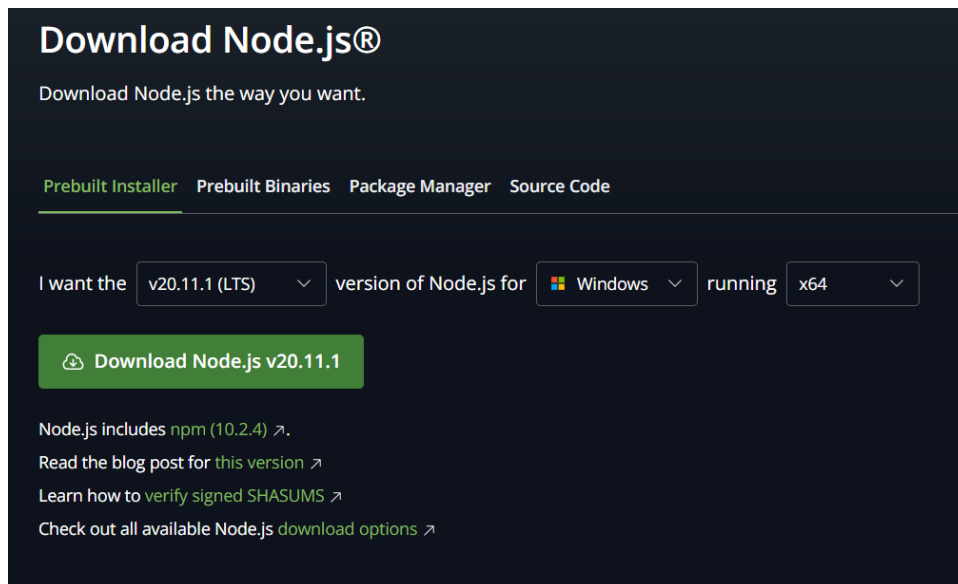 Download Node.js®
Download Node.js the way you want.
Prebuilt Installer Prebuilt Binaries Package Manager Source Code
I want the v20.11.1 (LTS) version of Node.js for Windows running x64
Download Node.js v20.11.1
Node.js includes npm (10.2.4) ↗.
Read the blog post for this version ↗
Learn how to verify signed SHASUMS ↗
Check out all available Node.js download options ↗